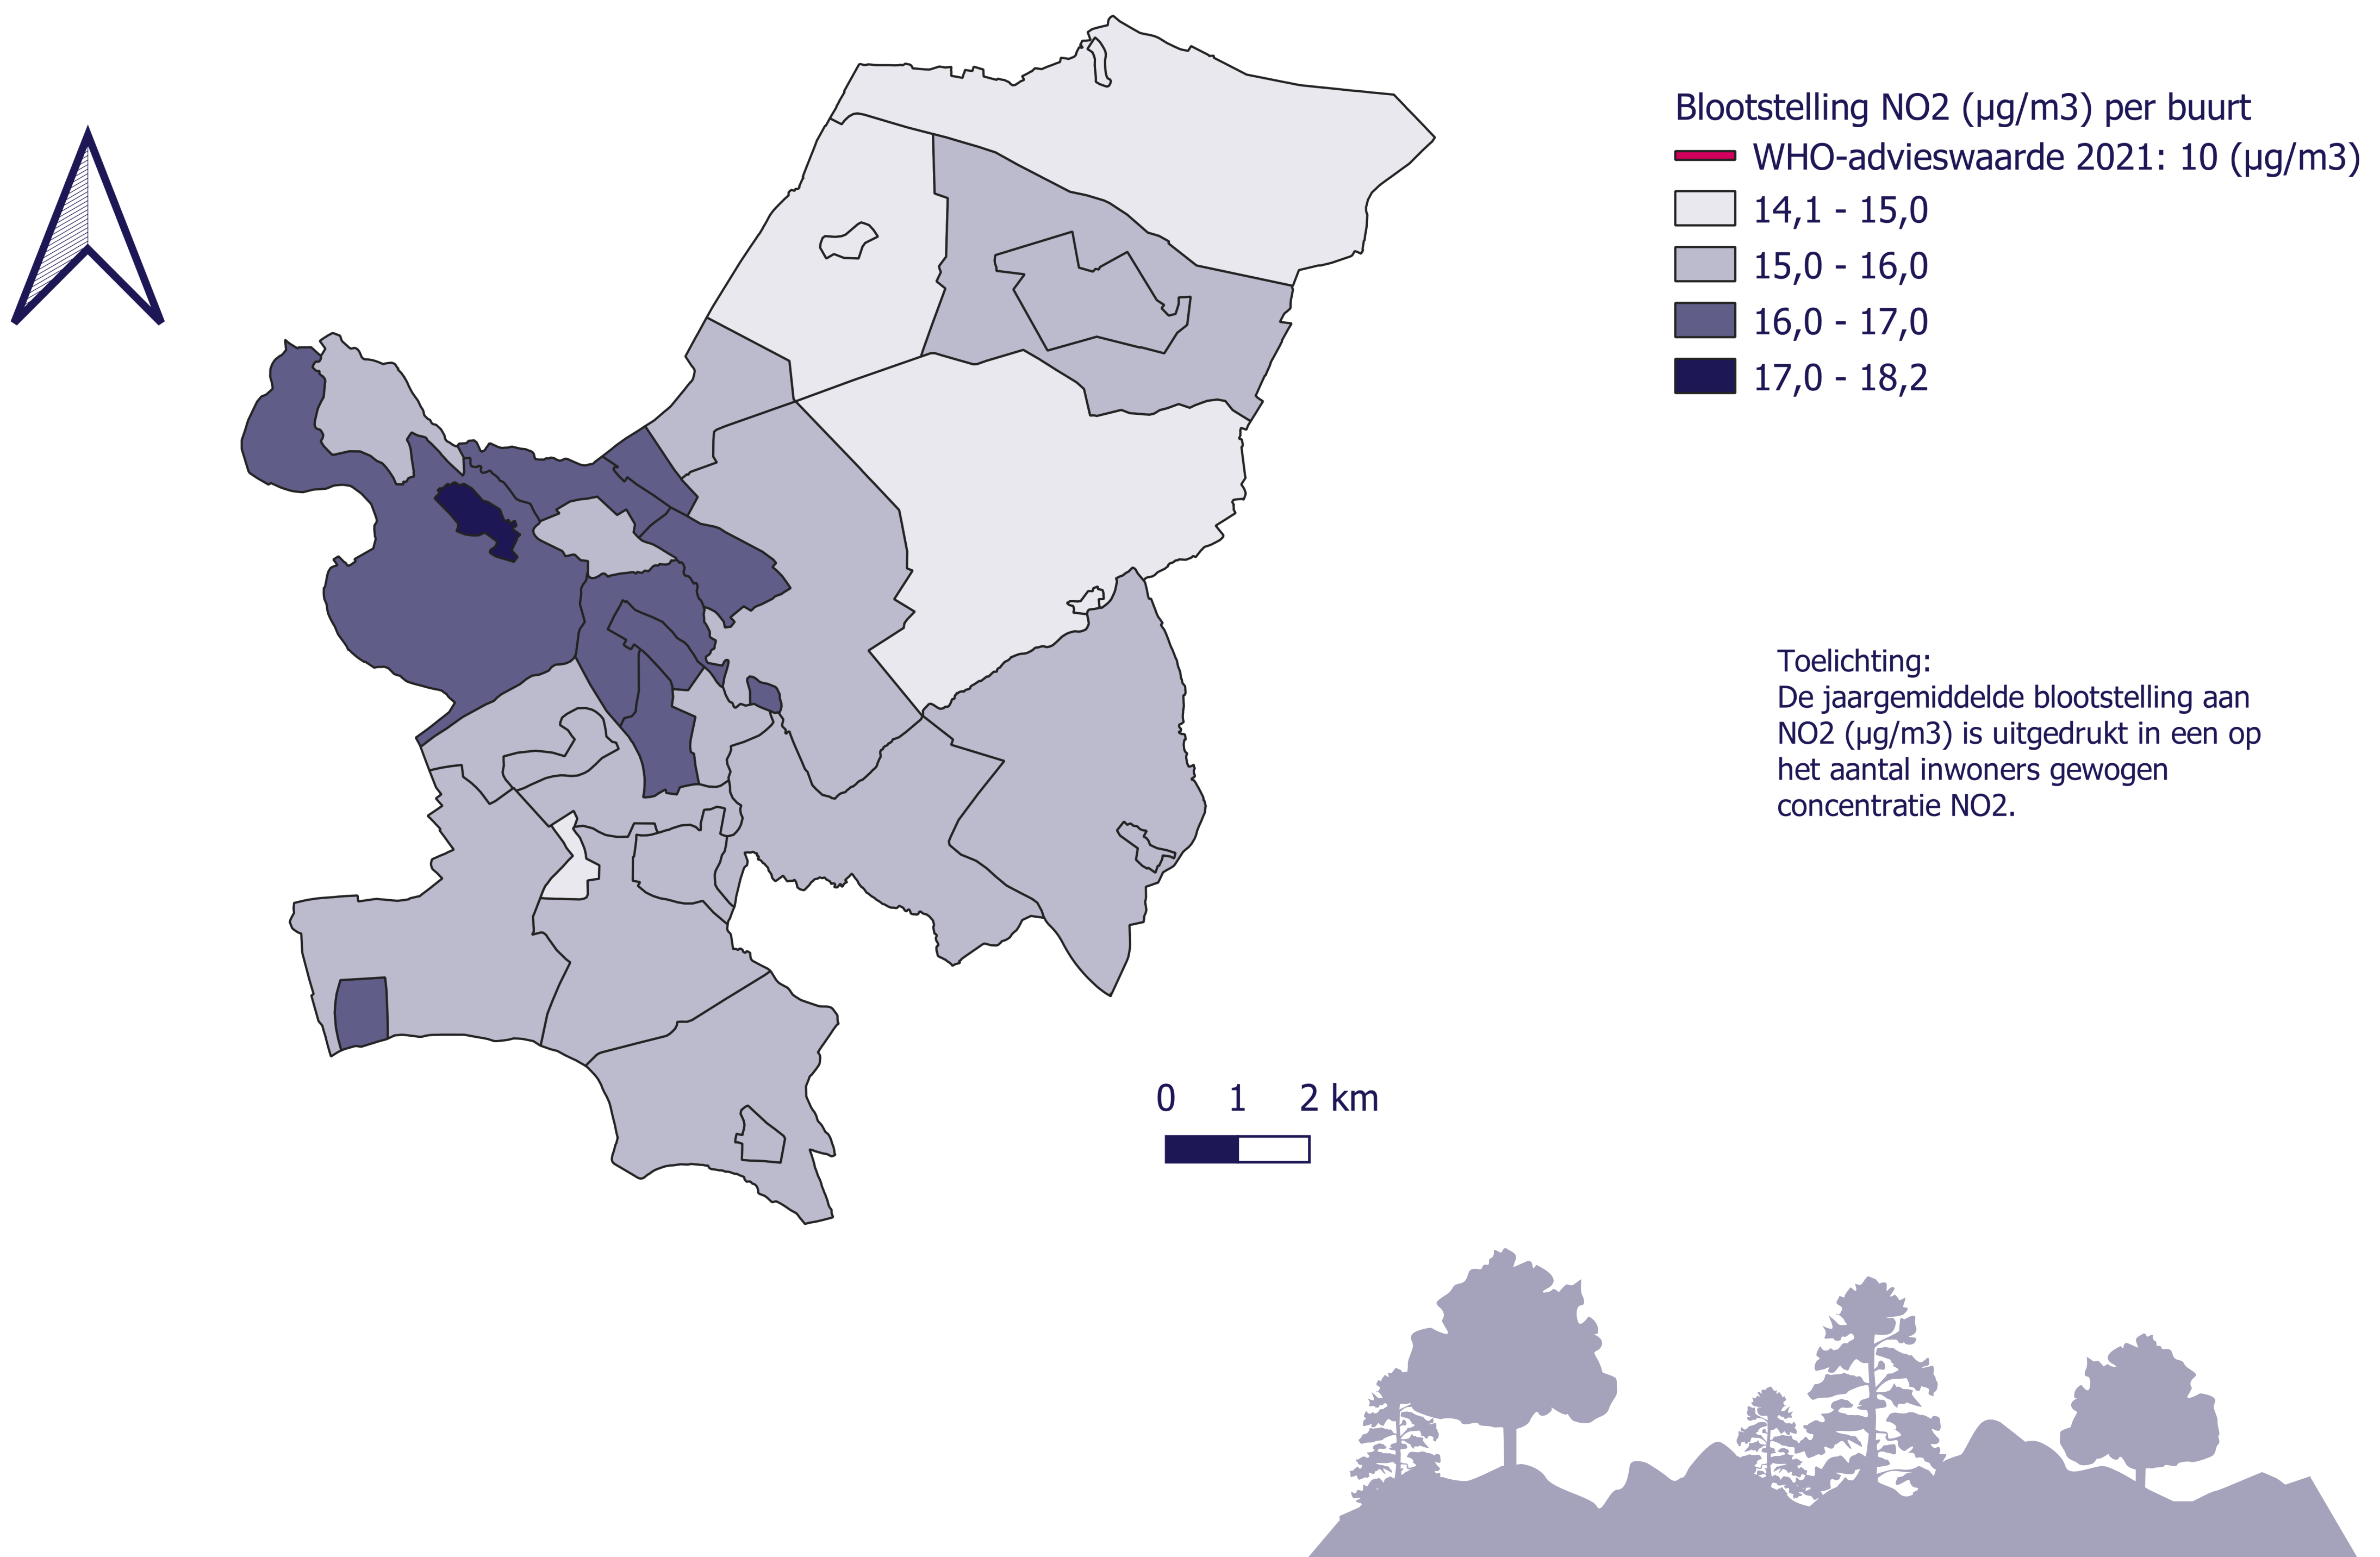 Blootstelling NO2 (µg/m3) per buurt
WHO-advieswaarde 2021: 10 (µg/m3)
14,1 - 15,0
15,0 - 16,0
16,0 - 17,0
17,0 - 18,2
Toelichting:
De jaargemiddelde blootstelling aan
NO2 (µg/m3) is uitgedrukt in een op
het aantal inwoners gewogen
concentratie NO2.
0 1 2 km